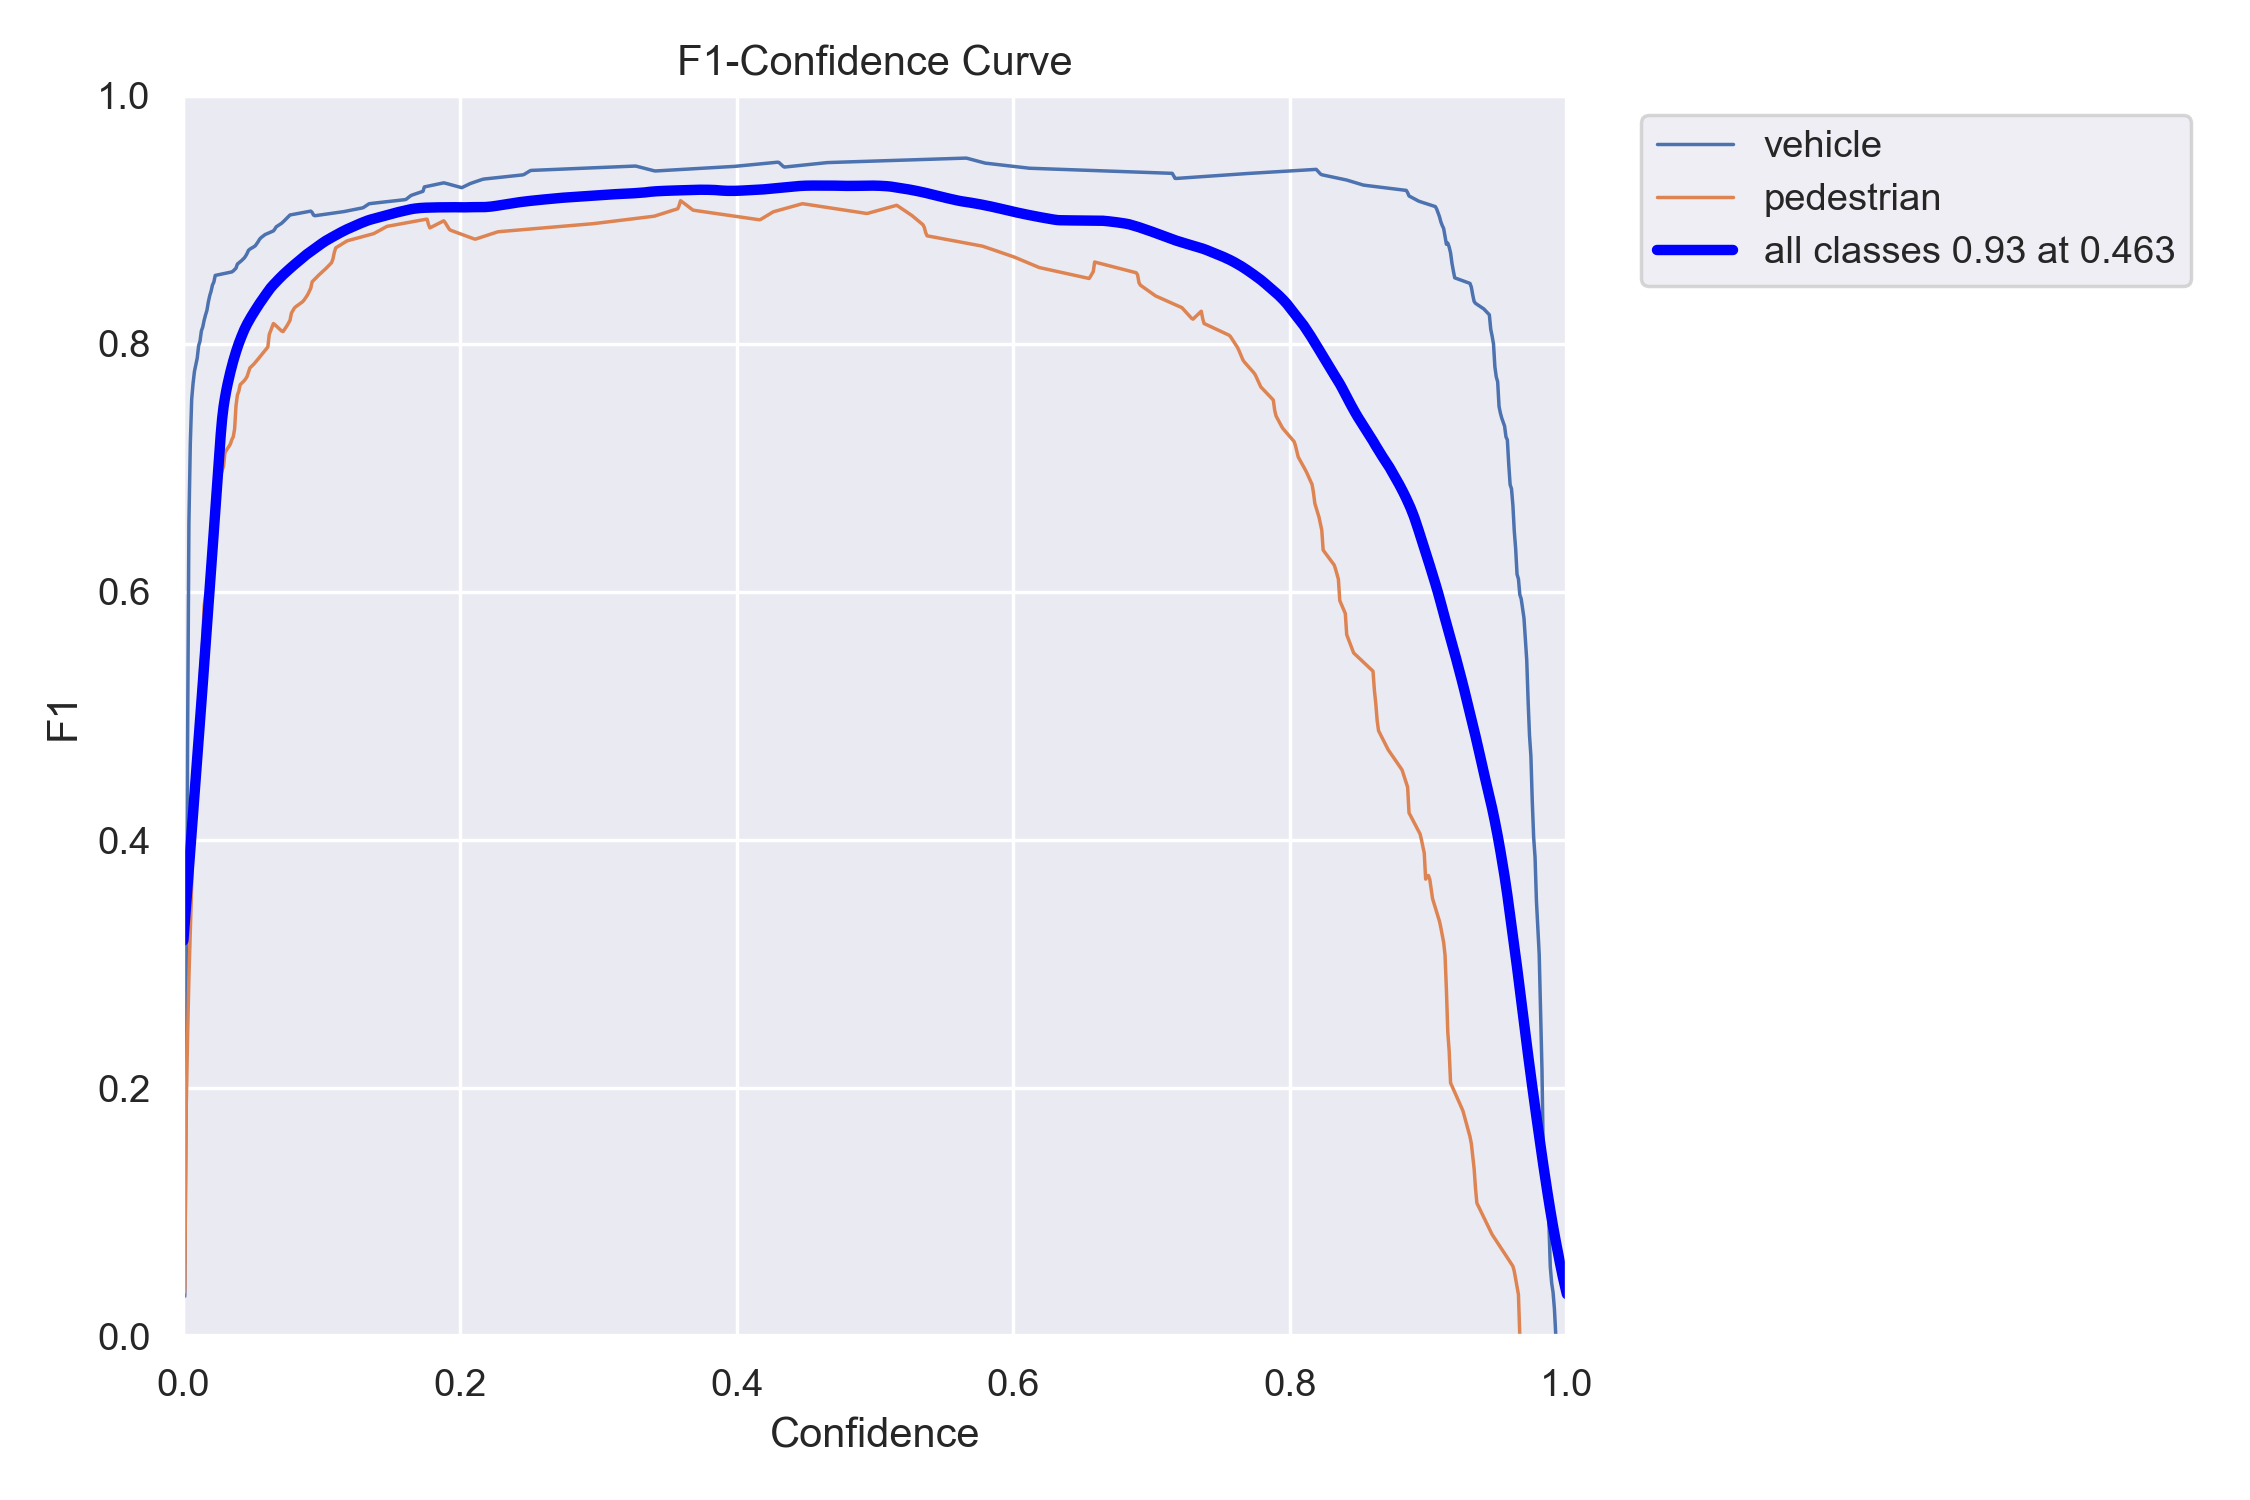 F1-Confidence Curve
1.0
0.8
0.6
0.4
0.2
0.0
F1
0.0 0.2 0.4 0.6 0.8 1.0
Confidence
vehicle
pedestrian
all classes 0.93 at 0.463